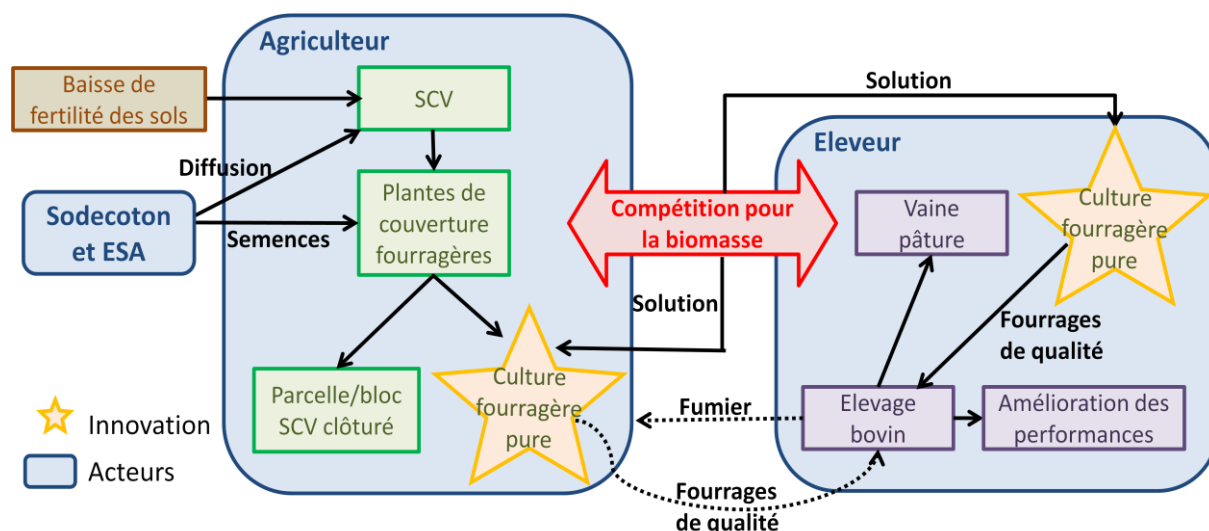 Agriculteur
Baisse de
fertilité des sols
SCV
Diffusion
Sodecoton
et ESA
Semences
Plantes de
couverture
fourragères
Parcelle/bloc
SCV clôturé
Culture
fourragère
pure
Innovation
Acteurs
Compétition pour
la biomasse
Solution
Solution
Eleveur
Vaine
pâture
Culture
fourragère
pure
Fourrages
de qualité
Fumier
Elevage
bovin
Amélioration des
performances
Fourrages
de qualité